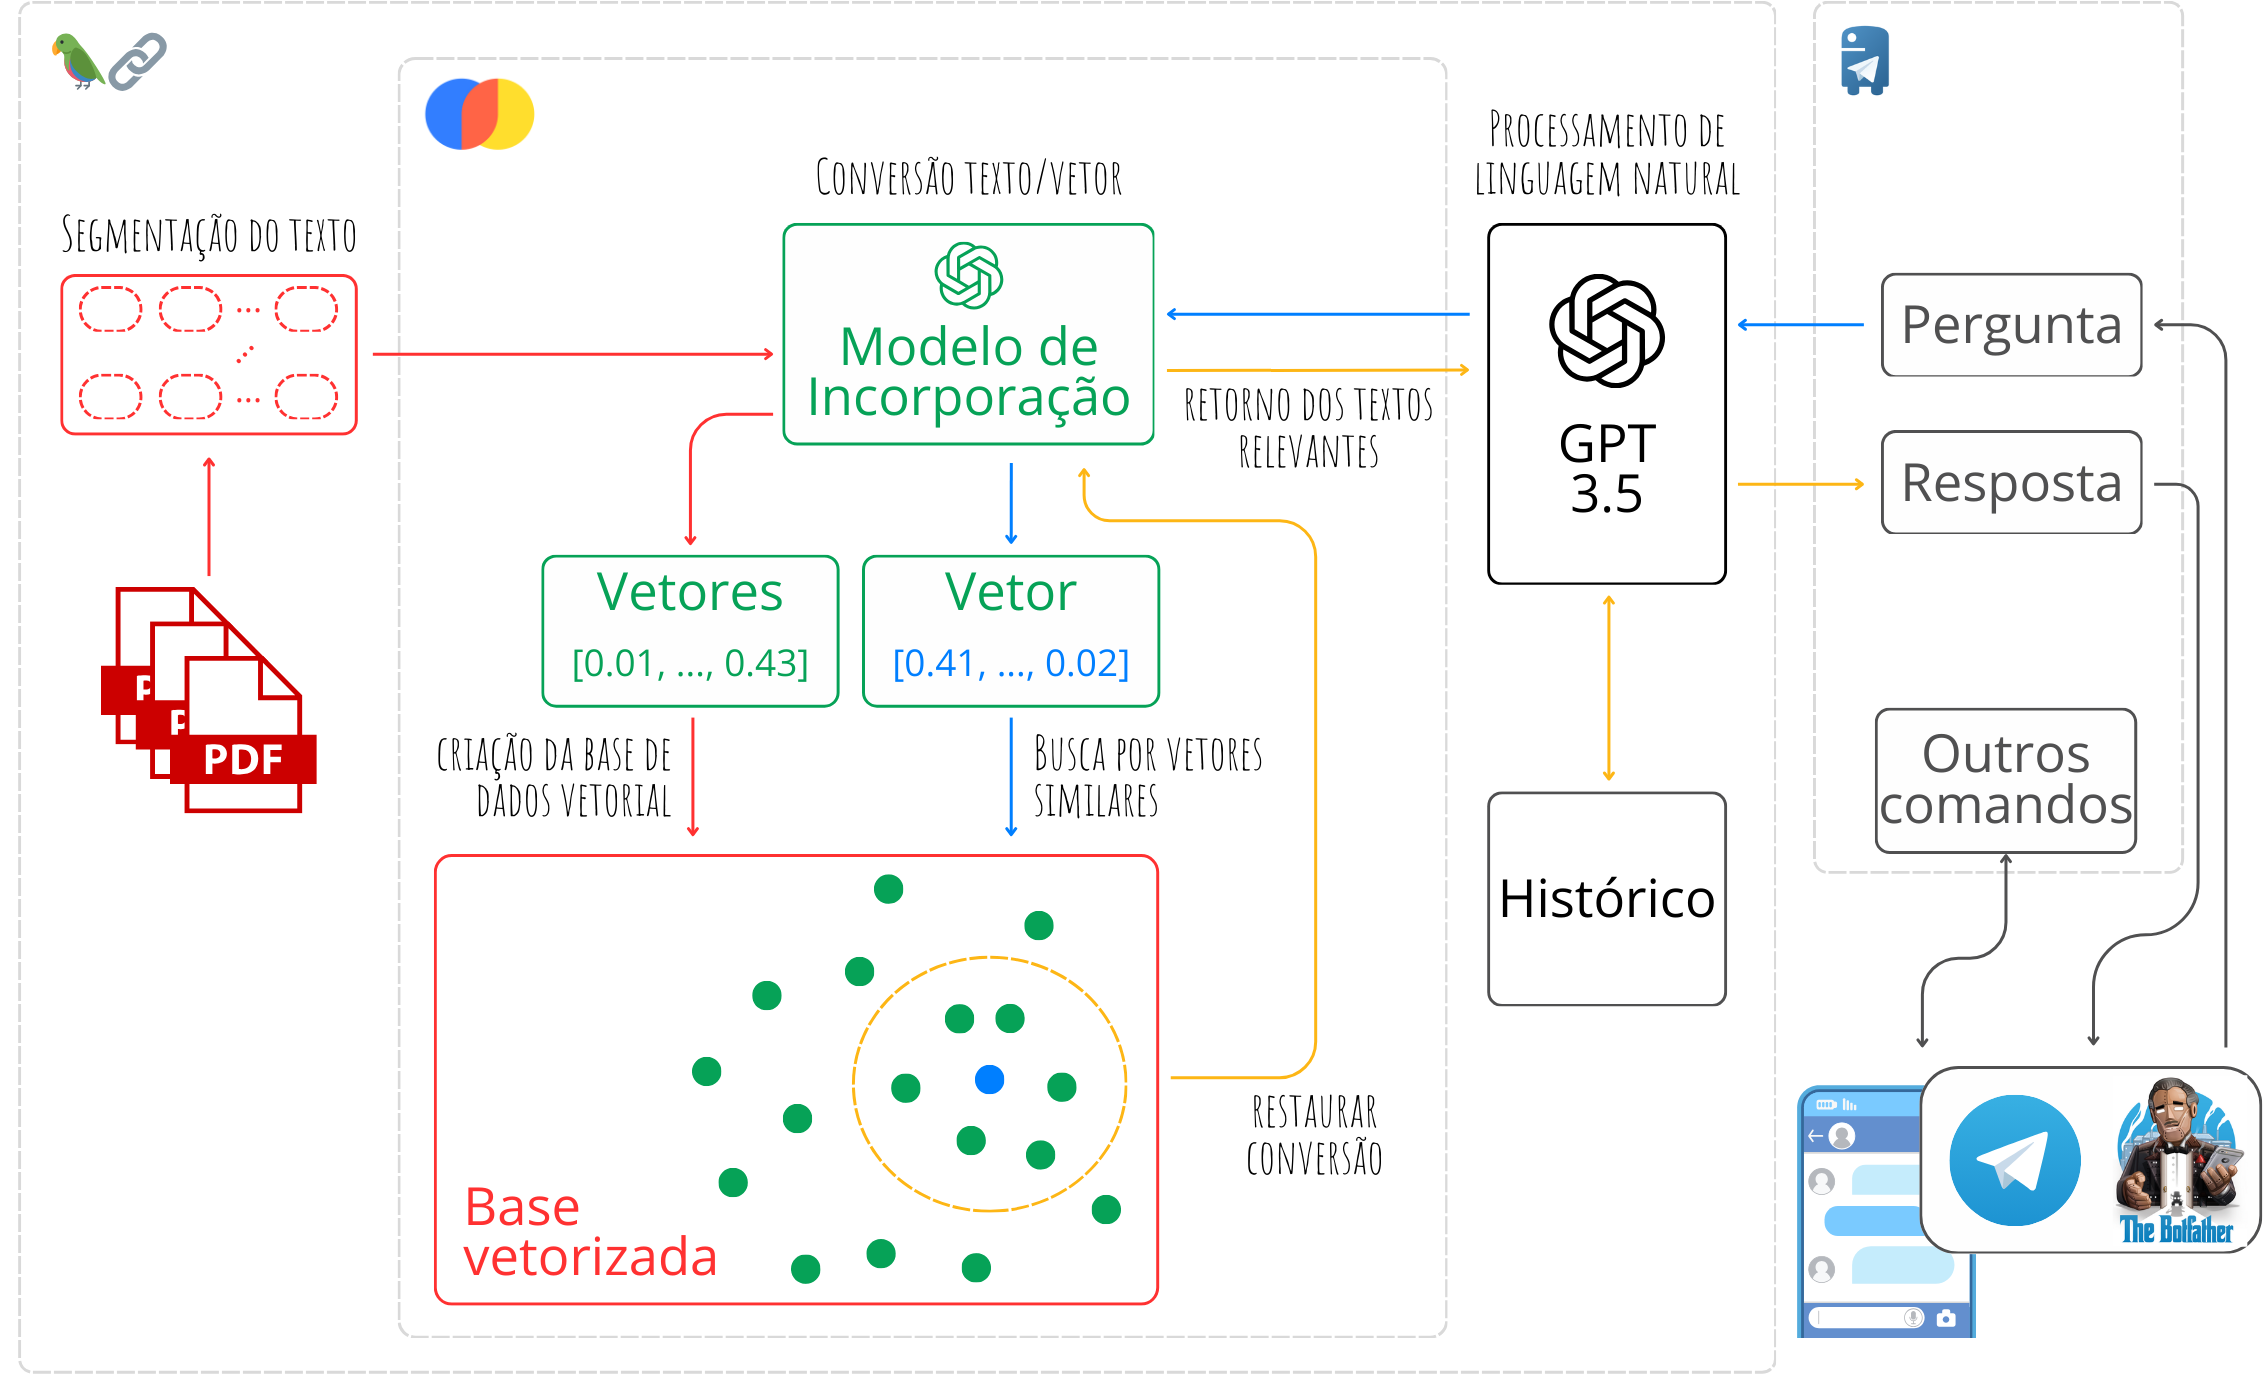 Segmentação do texto
P
P
PDF
Conversão texto/vetor
Modelo de
Incorporação
retorno dos textos
relevantes
Vetores
[0.01, ..., 0.43]
Vetor
[0.41, ..., 0.02]
criação da base de
dados vetorial
Busca por vetores
similares
Base
vetorizada
restaurar
conversão
Processamento de
linguagem natural
GPT
3.5
Histórico
Pergunta
Resposta
Outros
comandos
The Botfather